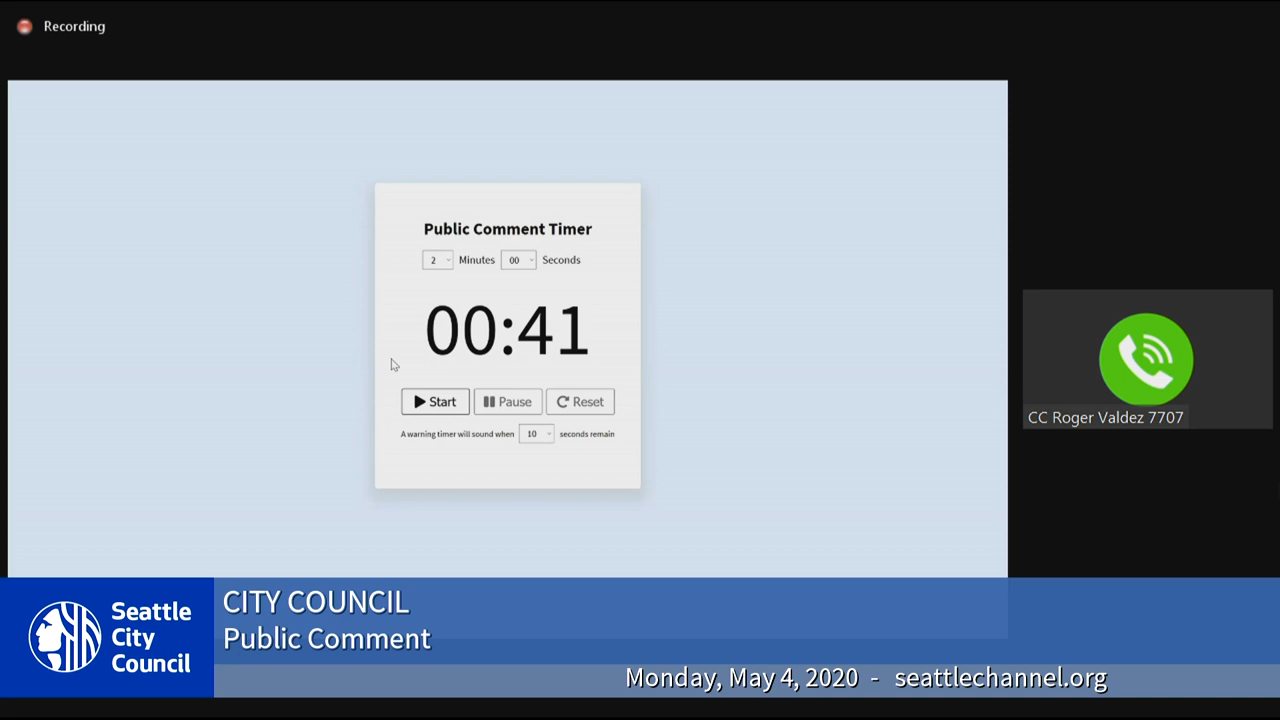 Recording
Public Comment Timer
2 Minutes 00 Seconds
00:41
Start Pause Reset
A warning timer will sound when 10 seconds remain
CC Roger Valdez 7707
Seattle
City
Council
CITY COUNCIL
Public Comment
Monday, May 4, 2020 - seattlechannel.org